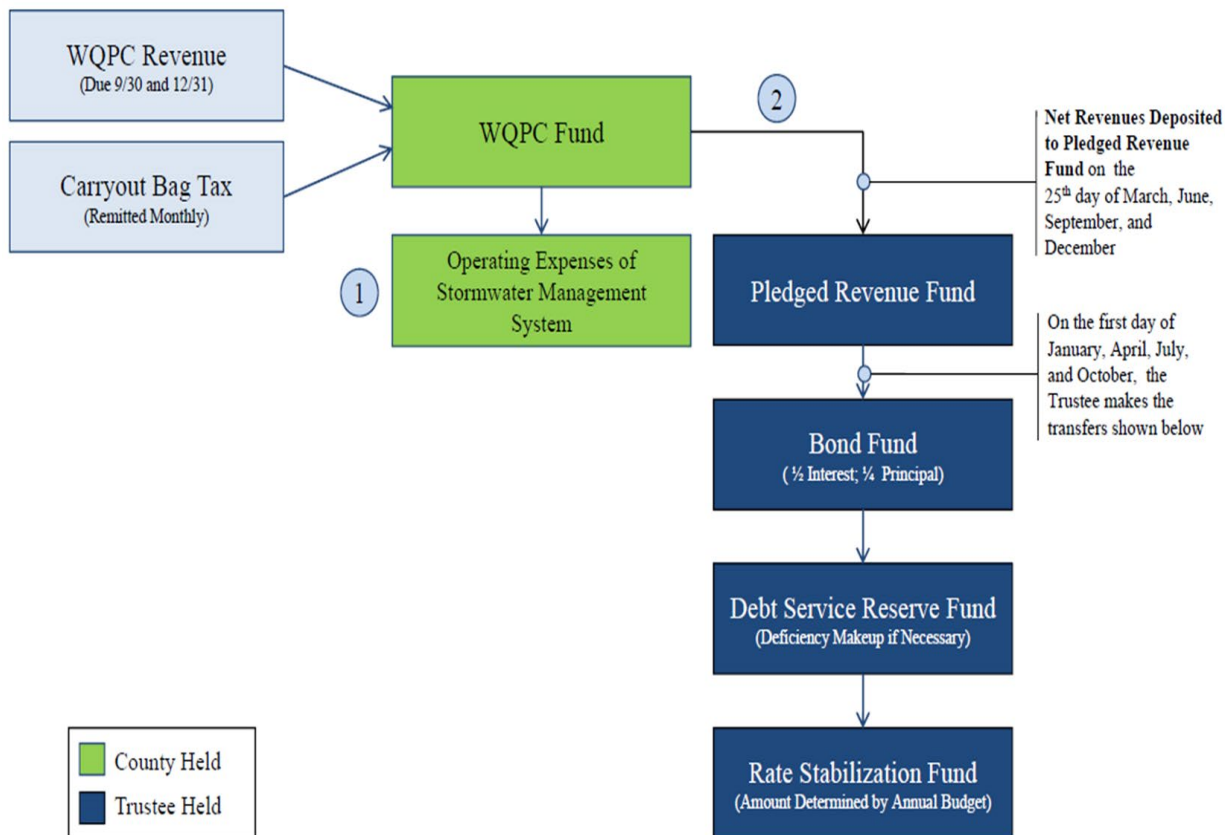 WQPC Revenue
(Due 9/30 and 12/31)
Carryout Bag Tax
(Remitted Monthly)
WQPC Fund
2
Net Revenues Deposited
to Pledged Revenue
Fund on the
25th day of March, June,
September, and
December
1
Operating Expenses of
Stormwater Management
System
Pledged Revenue Fund
On the first day of
January, April, July,
and October, the
Trustee makes the
transfers shown below
Bond Fund
( ½ Interest; ¼ Principal)
Debt Service Reserve Fund
(Deficiency Makeup if Necessary)
Rate Stabilization Fund
(Amount Determined by Annual Budget)
County Held
Trustee Held